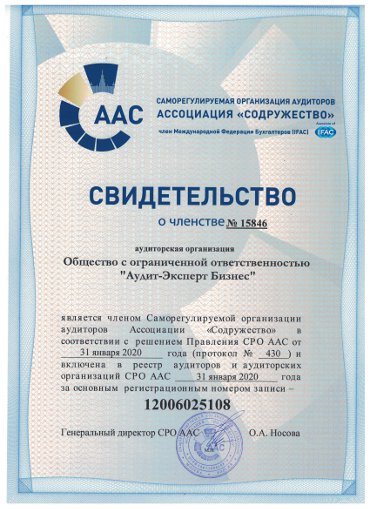 ААС
САМОРЕГУЛИРУЕМАЯ ОРГАНИЗАЦИЯ АУДИТОРОВ
АССОЦИАЦИЯ «СОДРУЖЕСТВО»
член Международной Федерации Бухгалтеров (IFAC)
IFAC
СВИДЕТЕЛЬСТВО
о членстве № 15846
аудиторская организация
Общество с ограниченной ответственностью
"Аудит-Эксперт Бизнес"
является членом Саморегулируемой организации
аудиторов Ассоциации «Содружество» в
соответствии с решением Правления СРО ААС от
31 января 2020 года (протокол № 430 ) и
включена в реестр аудиторов и аудиторских
организаций СРО ААС 31 января 2020 года
за основным регистрационным номером записи –
12006025108
Генеральный директор СРО ААС О.А. Носова
ААС